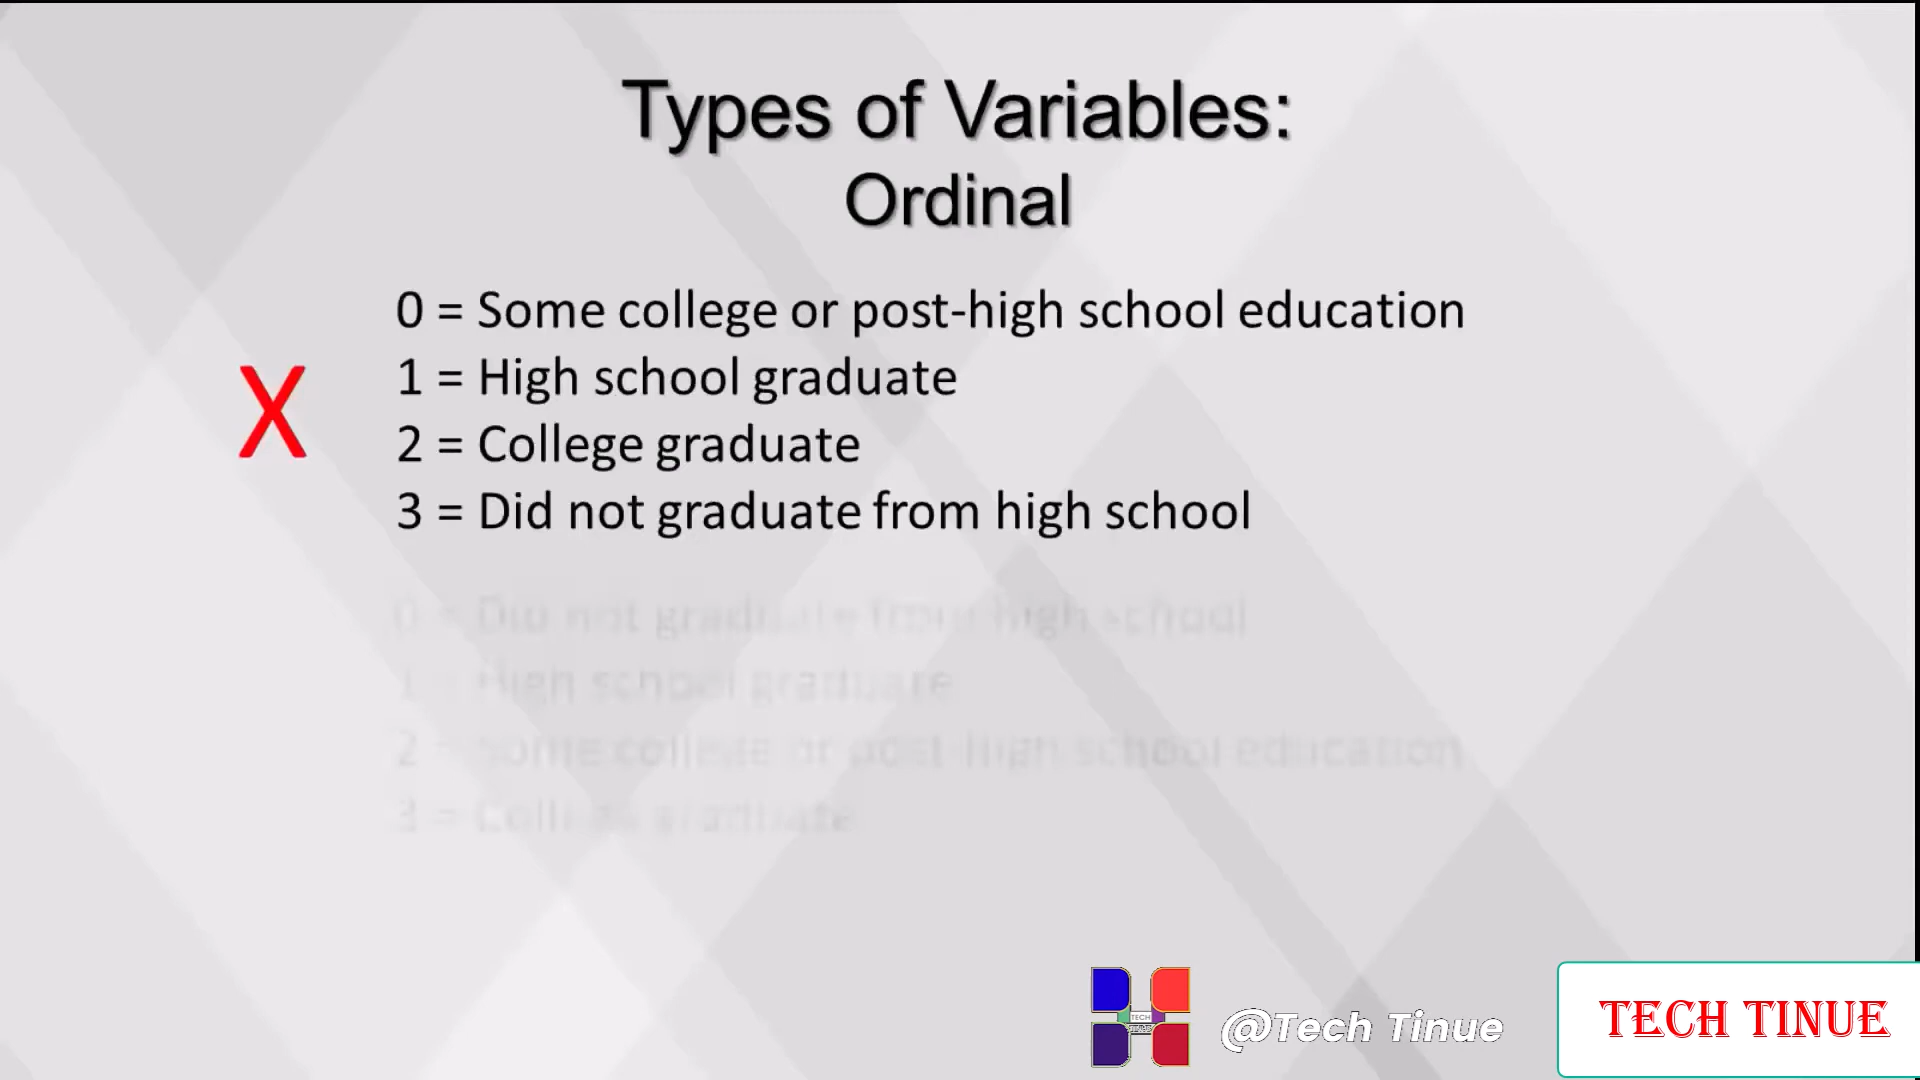 Types of Variables:
Ordinal
0 = Some college or post-high school education
1 = High school graduate
X
2 = College graduate
3 = Did not graduate from high school
0 = Did not graduate from high school
1 = High school graduate
2 = Some college or post-high school education
3 = College graduate
TECH
@Tech Tinue
TECH TINUE